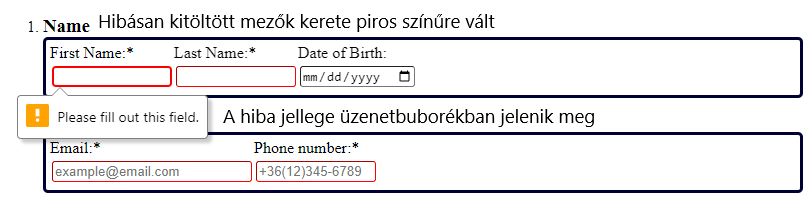 1. Name Hibásan kitöltött mezők kerete piros színűre vált
First Name:* Last Name:* Date of Birth:
mm/dd/yyyy
! Please fill out this field. A hiba jellege üzenetbuborékban jelenik meg
Email:* Phone number:*
example@email.com +36(12)345-6789